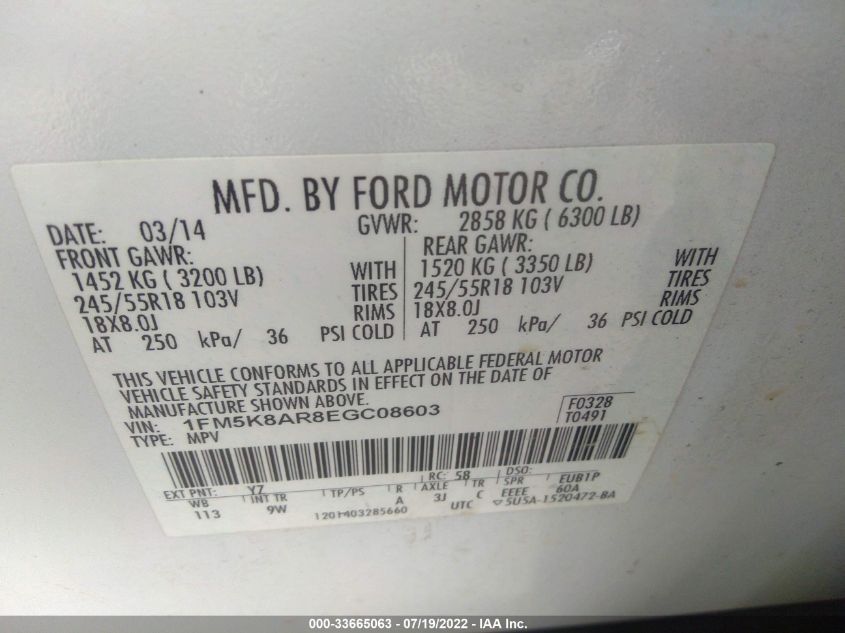 MFD. BY FORD MOTOR CO.
DATE: 03/14 GVWR: 2858 KG ( 6300 LB)
FRONT GAWR: REAR GAWR:
1452 KG ( 3200 LB) WITH 1520 KG ( 3350 LB) WITH
245/55R18 103V TIRES 245/55R18 103V TIRES
18X8.0J RIMS 18X8.0J RIMS
AT 250 kPa/ 36 PSI COLD AT 250 kPa/ 36 PSI COLD
THIS VEHICLE CONFORMS TO ALL APPLICABLE FEDERAL MOTOR
VEHICLE SAFETY STANDARDS IN EFFECT ON THE DATE OF
MANUFACTURE SHOWN ABOVE.
VIN: 1FM5K8AR8EGC08603 F0328
TYPE: MPV T0491
EXT PNT: YZ RC: 58 DSO:
WB INT TR TP/PS R AXLE TR SPR EUB1P
113 9W A 3J C EEEE 60A
1201403285660 UTC ▽5U5A-1520472-BA
000-33665063 - 07/19/2022 - IAA Inc.